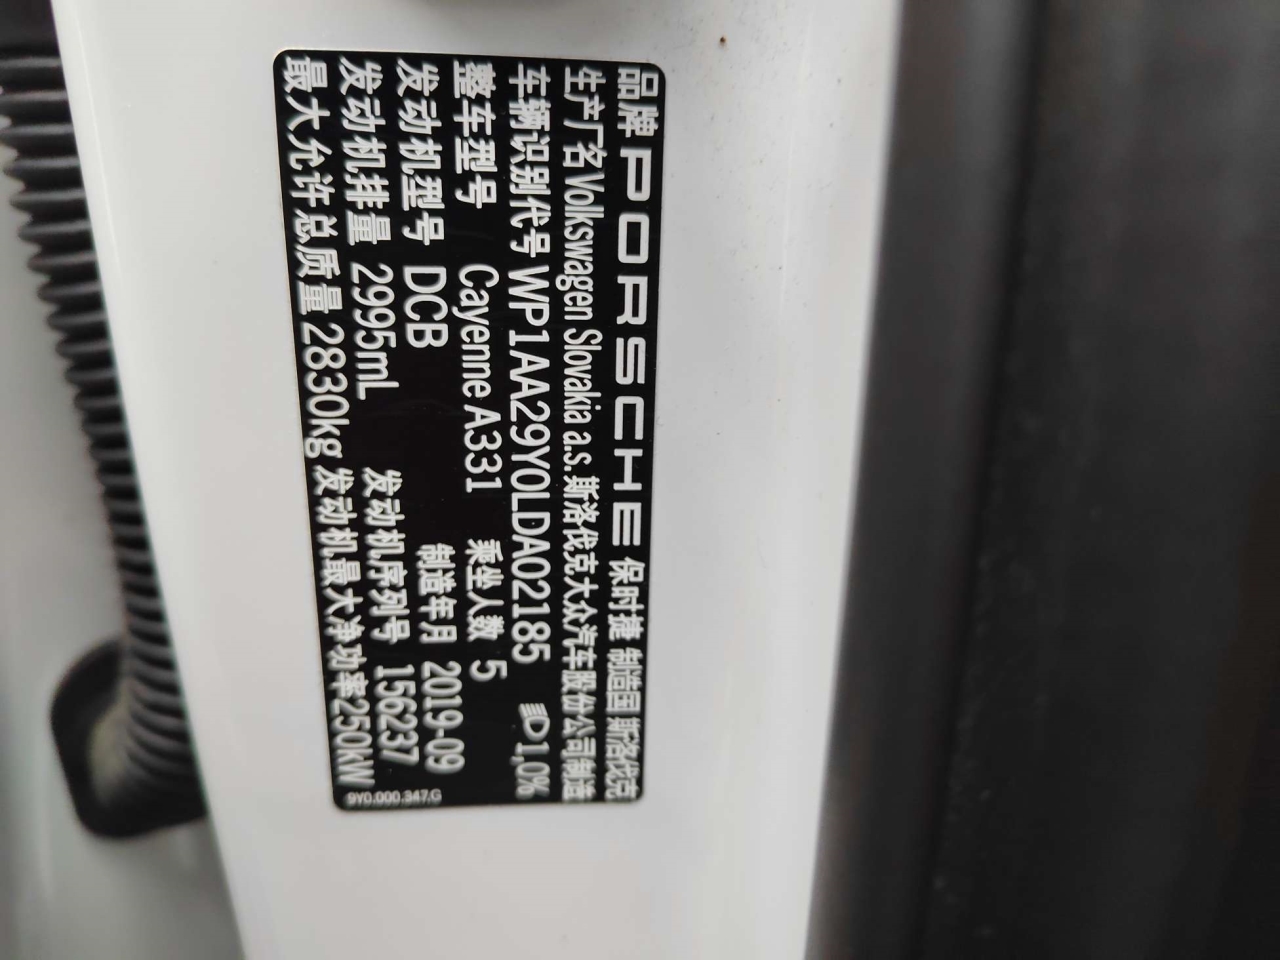 品牌 PORSCHE 保时捷 制造国 斯洛伐克
生产厂名 Volkswagen Slovakia a.s. 斯洛伐克大众汽车股份公司制造
车辆识别代号 WP1AA29Y0LDA02185 1,0%
整车型号 Cayenne A331 乘坐人数 5
发动机型号 DCB 制造年月 2019-09
发动机排量 2995mL 发动机序列号 156237
最大允许总质量 2830kg 发动机最大净功率250kW
9Y0.000.347.G